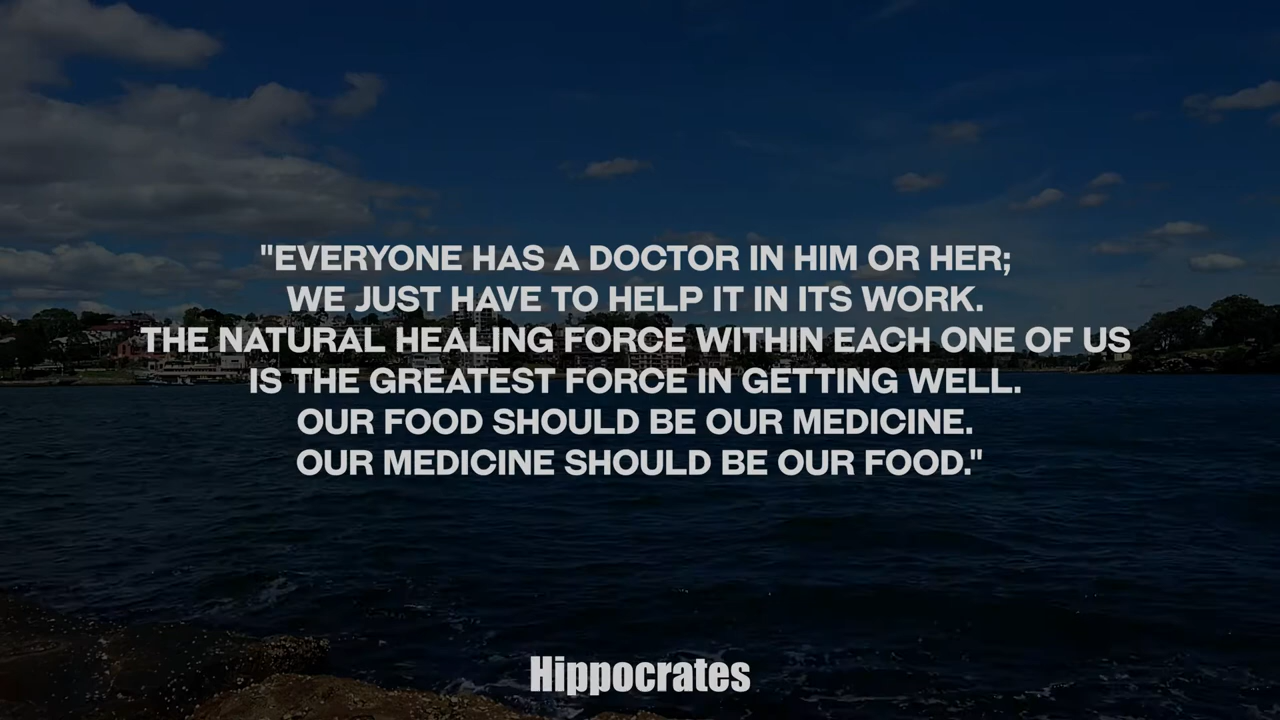 "EVERYONE HAS A DOCTOR IN HIM OR HER;
WE JUST HAVE TO HELP IT IN ITS WORK.
THE NATURAL HEALING FORCE WITHIN EACH ONE OF US
IS THE GREATEST FORCE IN GETTING WELL.
OUR FOOD SHOULD BE OUR MEDICINE.
OUR MEDICINE SHOULD BE OUR FOOD."
Hippocrates